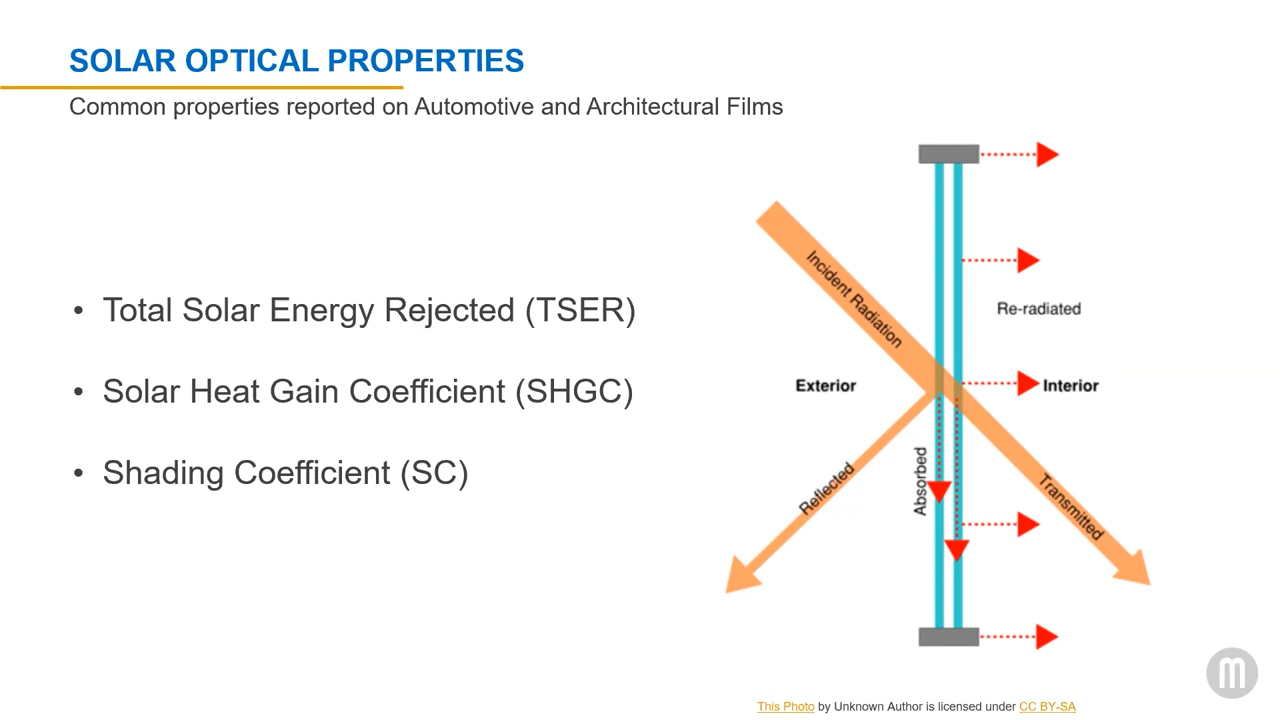 SOLAR OPTICAL PROPERTIES
Common properties reported on Automotive and Architectural Films
• Total Solar Energy Rejected (TSER)
• Solar Heat Gain Coefficient (SHGC)
• Shading Coefficient (SC)
Incident Radiation
Re-radiated
Exterior
Interior
Reflected
Absorbed
Transmitted
m
This Photo by Unknown Author is licensed under CC BY-SA